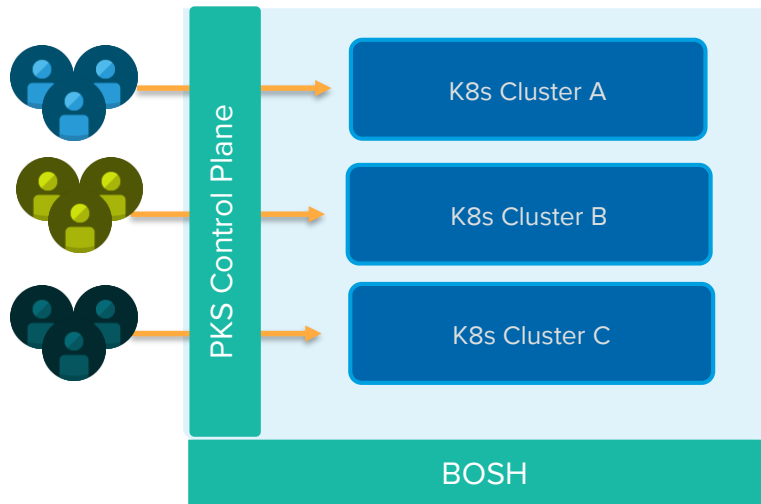 PKS Control Plane
K8s Cluster A
K8s Cluster B
K8s Cluster C
BOSH